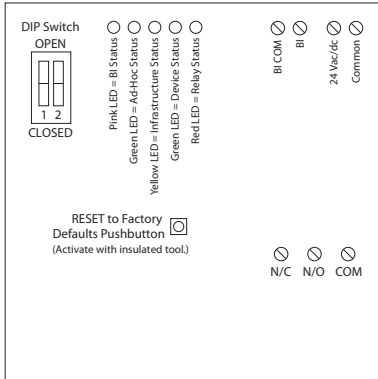 DIP Switch
OPEN
1 2
CLOSED
Pink LED = BI Status
Green LED = Ad-Hoc Status
Yellow LED = Infrastructure Status
Green LED = Device Status
Red LED = Relay Status
BI COM
BI
24 Vac/dc
Common
RESET to Factory
Defaults Pushbutton
(Activate with insulated tool.)
N/C N/O COM